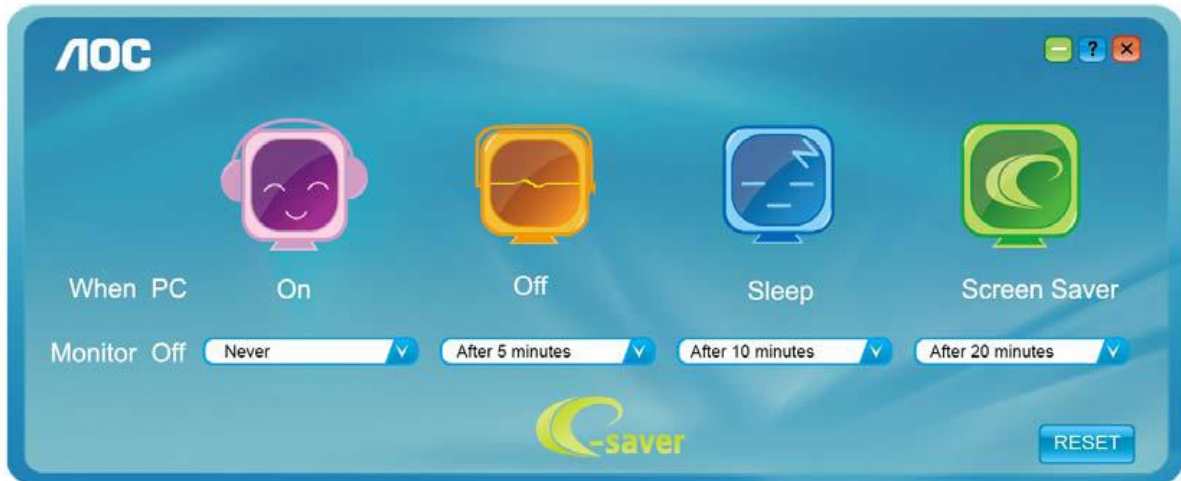 AOC
?
When PC On Off Sleep Screen Saver
Monitor Off Never After 5 minutes After 10 minutes After 20 minutes
e-saver
RESET